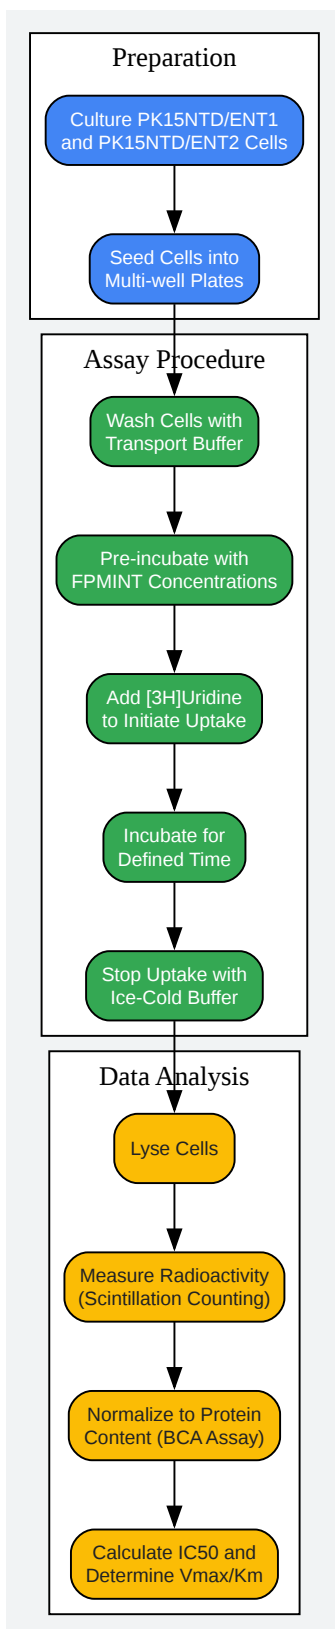 Preparation
Culture PK15NTD/ENT1
and PK15NTD/ENT2 Cells
Seed Cells into
Multi-well Plates
Assay Procedure
Wash Cells with
Transport Buffer
Pre-incubate with
FPMINT Concentrations
Add [3H]Uridine
to Initiate Uptake
Incubate for
Defined Time
Stop Uptake with
Ice-Cold Buffer
Data Analysis
Lyse Cells
Measure Radioactivity
(Scintillation Counting)
Normalize to Protein
Content (BCA Assay)
Calculate IC50 and
Determine Vmax/Km